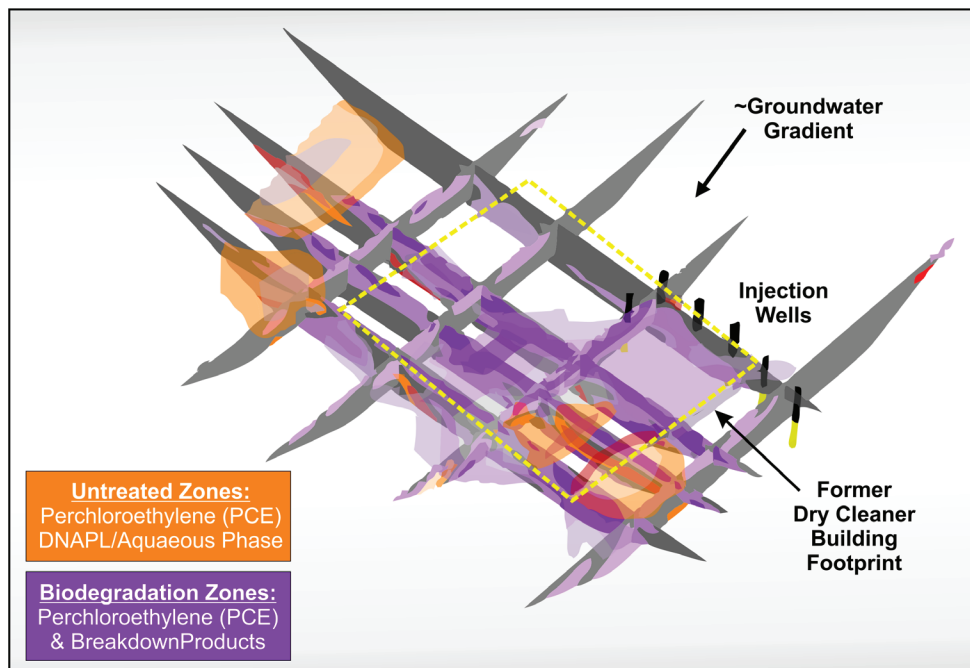 ~Groundwater
Gradient
Injection
Wells
Former
Dry Cleaner
Building
Footprint
Untreated Zones:
Perchloroethylene (PCE)
DNAPL/Aquaeous Phase
Biodegradation Zones:
Perchloroethylene (PCE)
& BreakdownProducts